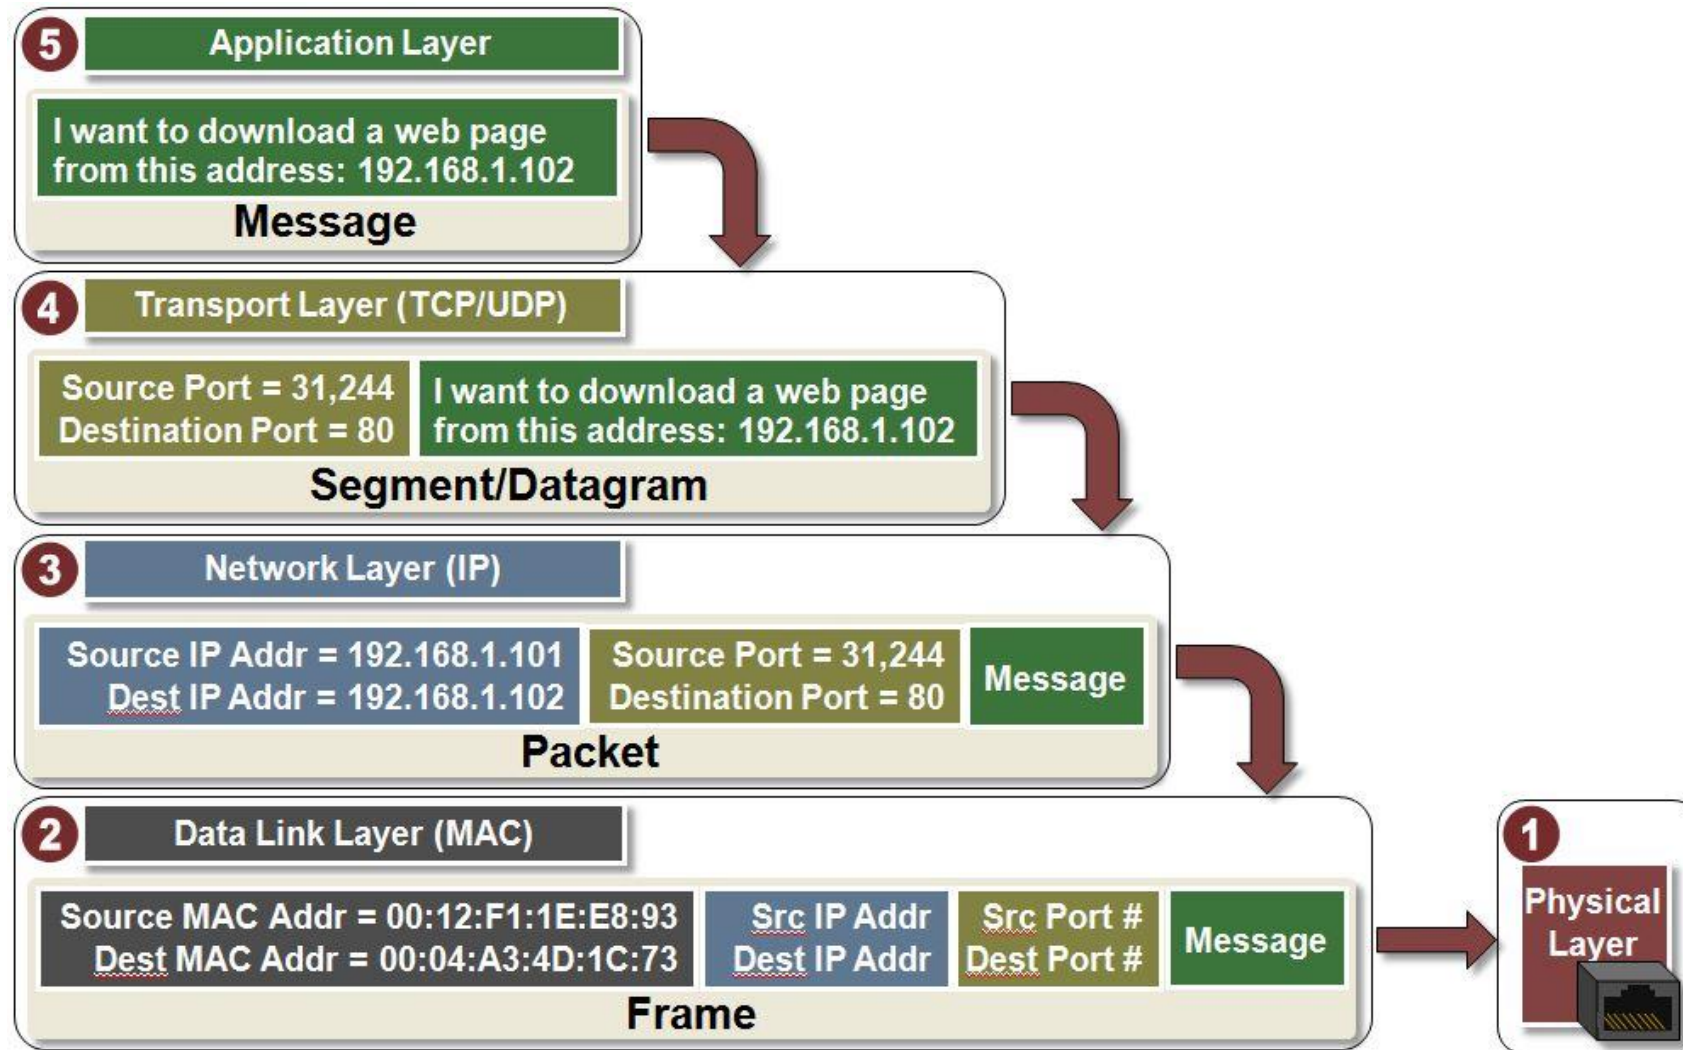 5
Application Layer
I want to download a web page
from this address: 192.168.1.102
Message
4
Transport Layer (TCP/UDP)
Source Port = 31,244
Destination Port = 80
I want to download a web page
from this address: 192.168.1.102
Segment/Datagram
3
Network Layer (IP)
Source IP Addr = 192.168.1.101
Dest IP Addr = 192.168.1.102
Source Port = 31,244
Destination Port = 80
Message
Packet
2
Data Link Layer (MAC)
Source MAC Addr = 00:12:F1:1E:E8:93
Dest MAC Addr = 00:04:A3:4D:1C:73
Src IP Addr
Dest IP Addr
Src Port #
Dest Port #
Message
Frame
1
Physical
Layer